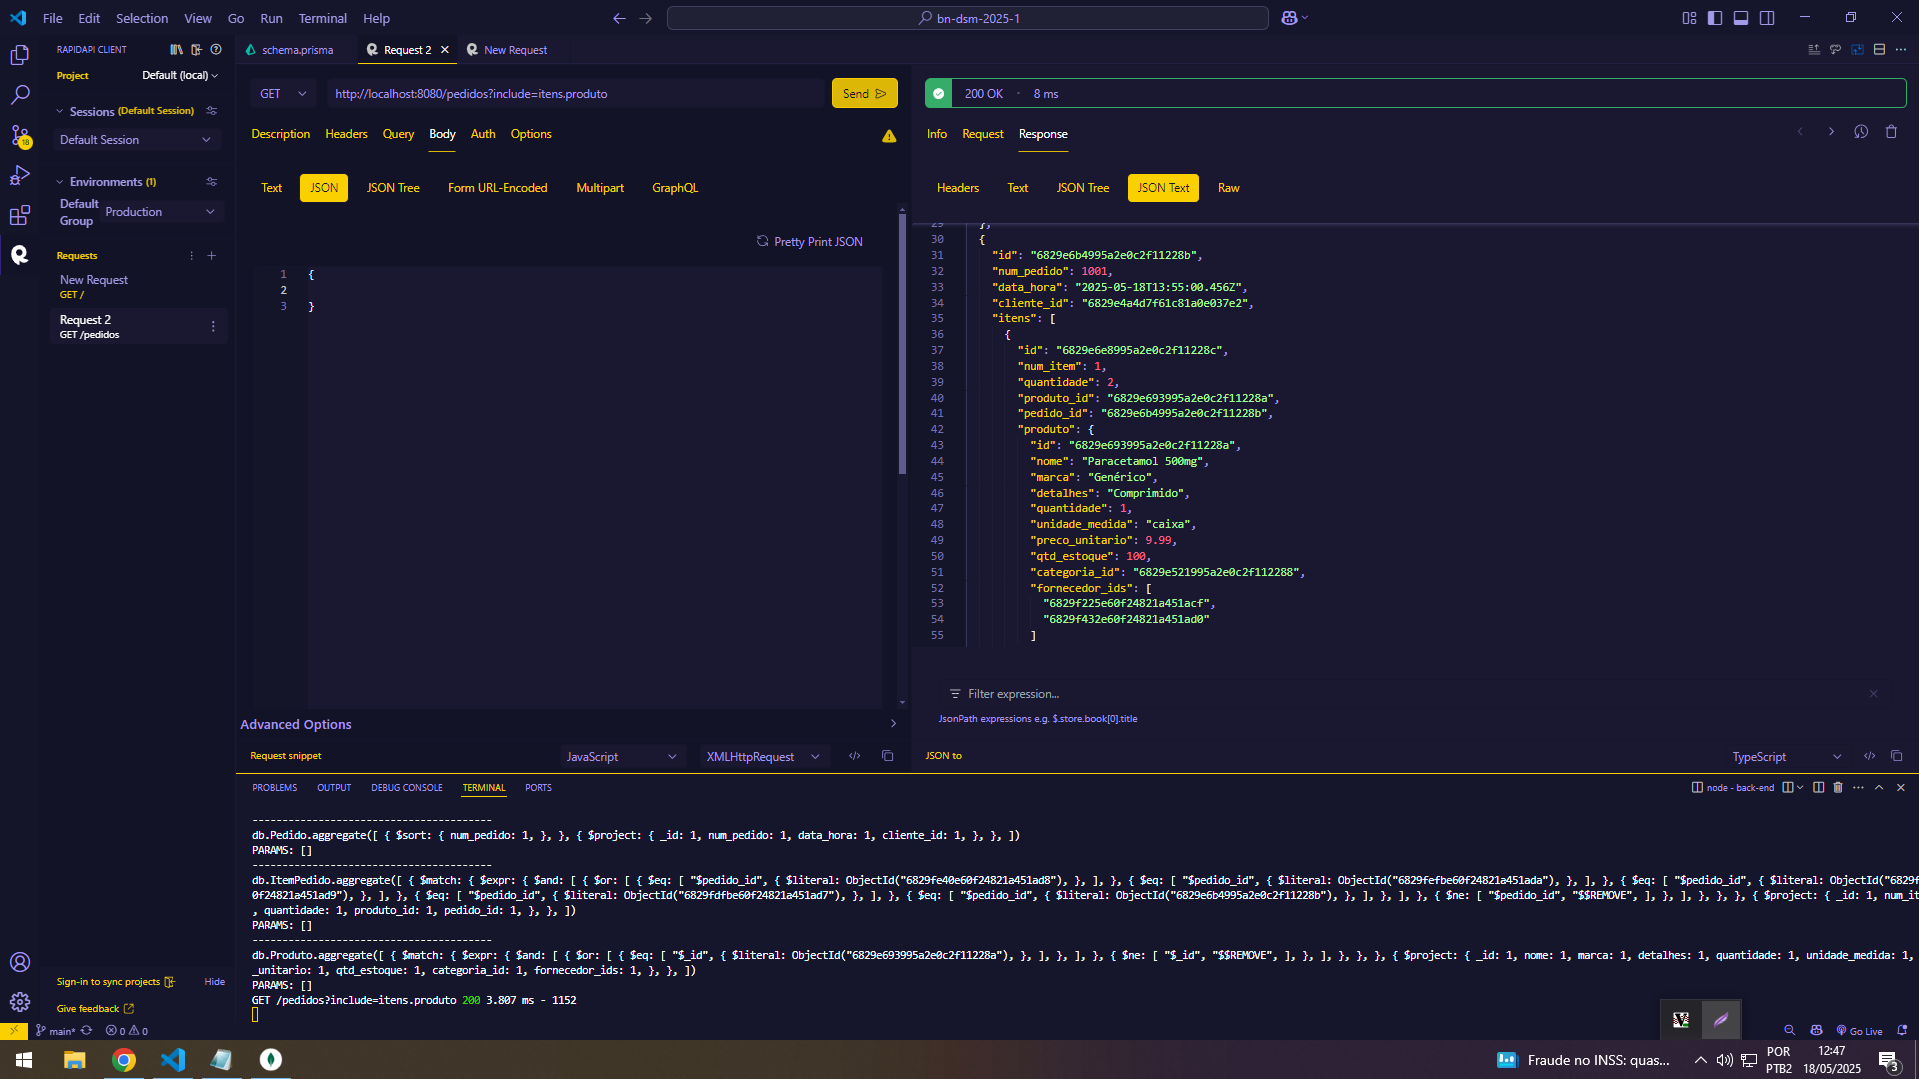 File Edit Selection View Go Run Terminal Help
bn-dsm-2025-1
RAPIDAPI CLIENT
Project Default (local)
Sessions (Default Session)
Default Session
Environments (1)
Default Group Production
Requests
New Request
GET /
Request 2
GET /pedidos
Sign-in to sync projects Hide
Give feedback
18
schema.prisma Request 2 New Request
GET http://localhost:8080/pedidos?include=itens.produto Send
Description Headers Query Body Auth Options
Text JSON JSON Tree Form URL-Encoded Multipart GraphQL
Pretty Print JSON
1 {
2
3 }
Advanced Options
Request snippet JavaScript XMLHttpRequest
200 OK · 8 ms
Info Request Response
Headers Text JSON Tree JSON Text Raw
29 },
30 {
31 "id": "6829e6b4995a2e0c2f11228b",
32 "num_pedido": 1001,
33 "data_hora": "2025-05-18T13:55:00.456Z",
34 "cliente_id": "6829e4a4d7f61c81a0e037e2",
35 "itens": [
36 {
37 "id": "6829e6e8995a2e0c2f11228c",
38 "num_item": 1,
39 "quantidade": 2,
40 "produto_id": "6829e693995a2e0c2f11228a",
41 "pedido_id": "6829e6b4995a2e0c2f11228b",
42 "produto": {
43 "id": "6829e693995a2e0c2f11228a",
44 "nome": "Paracetamol 500mg",
45 "marca": "Genérico",
46 "detalhes": "Comprimido",
47 "quantidade": 1,
48 "unidade_medida": "caixa",
49 "preco_unitario": 9.99,
50 "qtd_estoque": 100,
51 "categoria_id": "6829e521995a2e0c2f112288",
52 "fornecedor_ids": [
53 "6829f225e60f24821a451acf",
54 "6829f432e60f24821a451ad0"
55 ]
Filter expression...
JsonPath expressions e.g. $.store.book[0].title
JSON to TypeScript
PROBLEMS OUTPUT DEBUG CONSOLE TERMINAL PORTS
node - back-end
----------------------------------------
db.Pedido.aggregate([ { $sort: { num_pedido: 1, }, }, { $project: { _id: 1, num_pedido: 1, data_hora: 1, cliente_id: 1, }, }, ])
PARAMS: []
----------------------------------------
db.ItemPedido.aggregate([ { $match: { $expr: { $and: [ { $or: [ { $eq: [ "$pedido_id", { $literal: ObjectId("6829fe40e60f24821a451ad8"), }, ], }, { $eq: [ "$pedido_id", { $literal: ObjectId("6829fefbe60f24821a451ada"), }, ], }, { $eq: [ "$pedido_id", { $literal: ObjectId("6829f
0f24821a451ad9"), }, ], }, { $eq: [ "$pedido_id", { $literal: ObjectId("6829fdfbe60f24821a451ad7"), }, ], }, { $eq: [ "$pedido_id", { $literal: ObjectId("6829e6b4995a2e0c2f11228b"), }, ], }, ], }, { $ne: [ "$pedido_id", "$$REMOVE", ], }, ], }, }, }, { $project: { _id: 1, num_it
, quantidade: 1, produto_id: 1, pedido_id: 1, }, }, ])
PARAMS: []
----------------------------------------
db.Produto.aggregate([ { $match: { $expr: { $and: [ { $or: [ { $eq: [ "$_id", { $literal: ObjectId("6829e693995a2e0c2f11228a"), }, ], }, ], }, { $ne: [ "$_id", "$$REMOVE", ], }, ], }, }, }, { $project: { _id: 1, nome: 1, marca: 1, detalhes: 1, quantidade: 1, unidade_medida: 1,
_unitario: 1, qtd_estoque: 1, categoria_id: 1, fornecedor_ids: 1, }, }, ])
PARAMS: []
GET /pedidos?include=itens.produto 200 3.807 ms - 1152
main* 0 0 Go Live
Fraude no INSS: quas... POR PTB2 12:47 18/05/2025 3